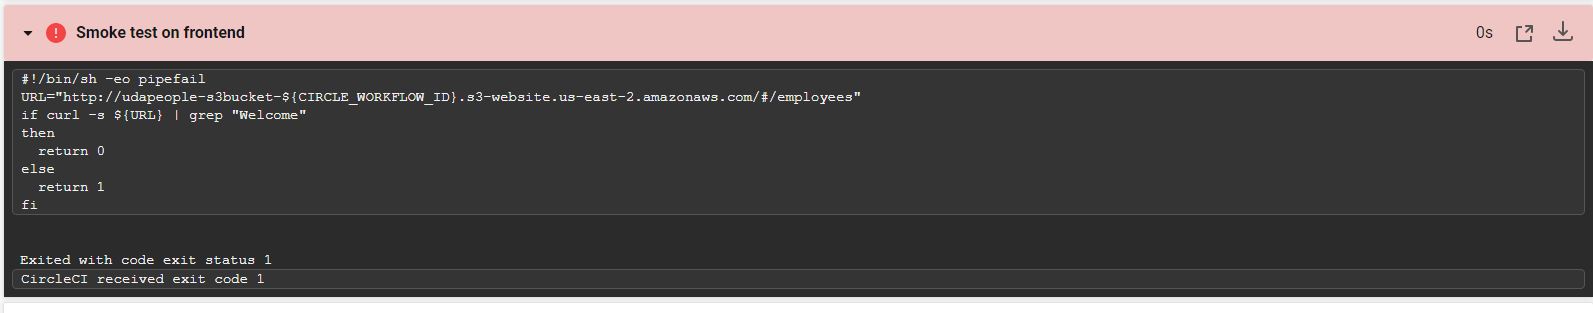 Smoke test on frontend
0s
#!/bin/sh -eo pipefail
URL="http://udapeople-s3bucket-${CIRCLE_WORKFLOW_ID}.s3-website.us-east-2.amazonaws.com/#/employees"
if curl -s ${URL} | grep "Welcome"
then
  return 0
else
  return 1
fi
Exited with code exit status 1
CircleCI received exit code 1